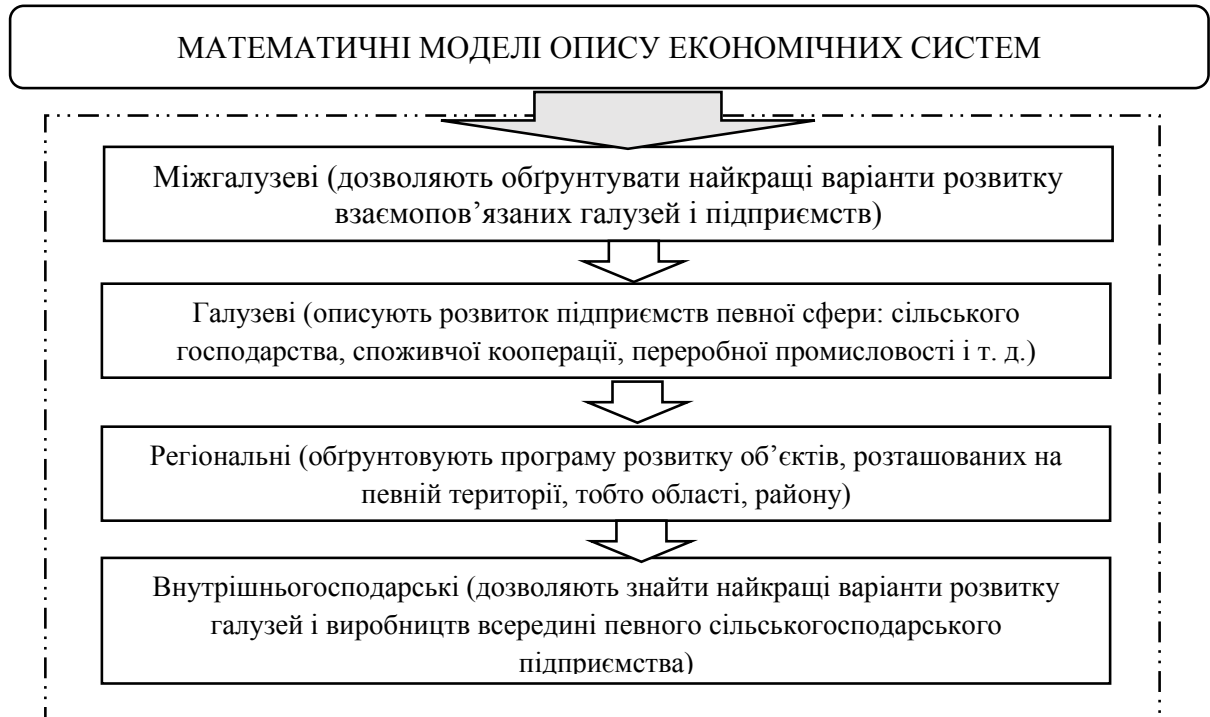 МАТЕМАТИЧНІ МОДЕЛІ ОПИСУ ЕКОНОМІЧНИХ СИСТЕМ
Міжгалузеві (дозволяють обґрунтувати найкращі варіанти розвитку
взаємопов’язаних галузей і підприємств)
Галузеві (описують розвиток підприємств певної сфери: сільського
господарства, споживчої кооперації, переробної промисловості і т. д.)
Регіональні (обґрунтовують програму розвитку об’єктів, розташованих на
певній території, тобто області, району)
Внутрішньогосподарські (дозволяють знайти найкращі варіанти розвитку
галузей і виробництв всередині певного сільськогосподарського
підприємства)